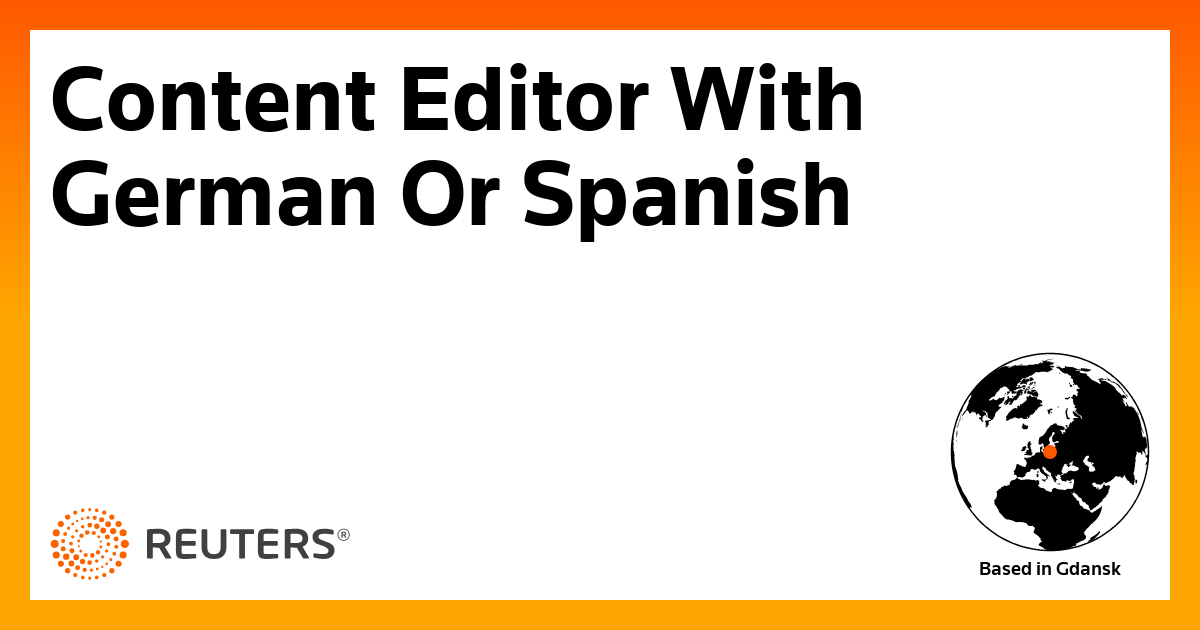 Content Editor With
German Or Spanish
REUTERS®
Based in Gdansk